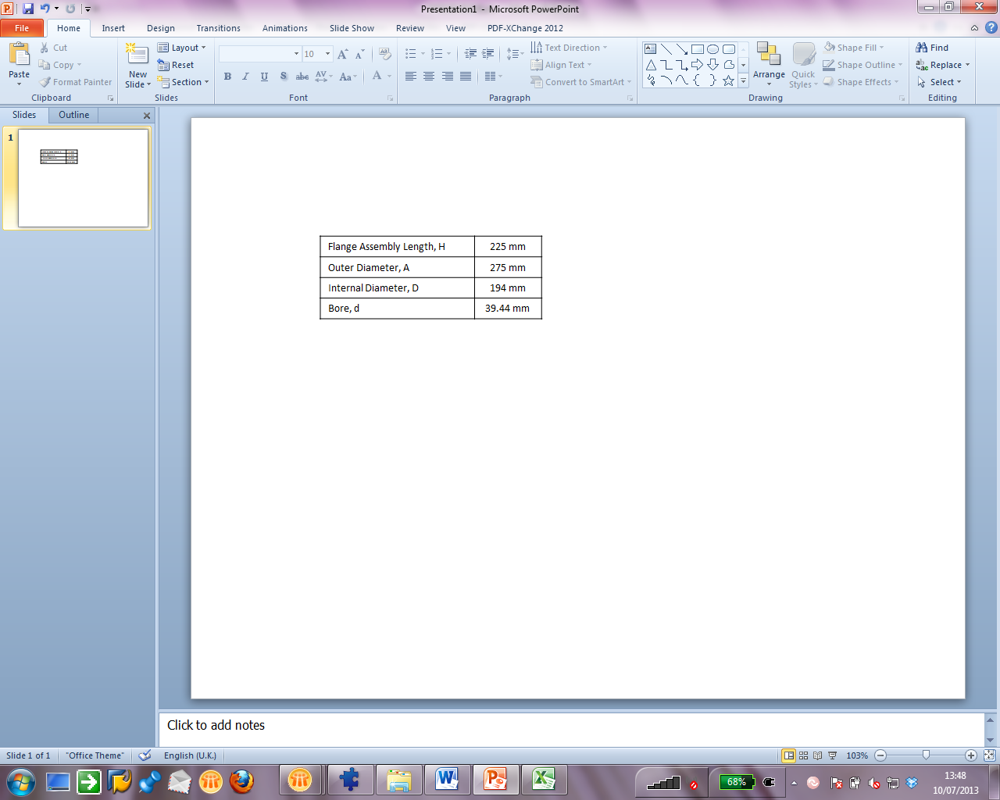 Presentation1 - Microsoft PowerPoint
File Home Insert Design Transitions Animations Slide Show Review View PDF-XChange 2012
Paste
Cut
Copy
Format Painter
Clipboard
New Slide
Layout
Reset
Section
Slides
10
B I U S abc AV Aa A
Font
Text Direction
Align Text
Convert to SmartArt
Paragraph
Arrange
Quick Styles
Shape Fill
Shape Outline
Shape Effects
Drawing
Find
Replace
Select
Editing
Slides Outline
1
Flange Assembly Length, H 225 mm
Outer Diameter, A 275 mm
Internal Diameter, D 194 mm
Bore, d 39.44 mm
Click to add notes
Slide 1 of 1 "Office Theme" English (U.K.) 103%
68%
13:48
10/07/2013